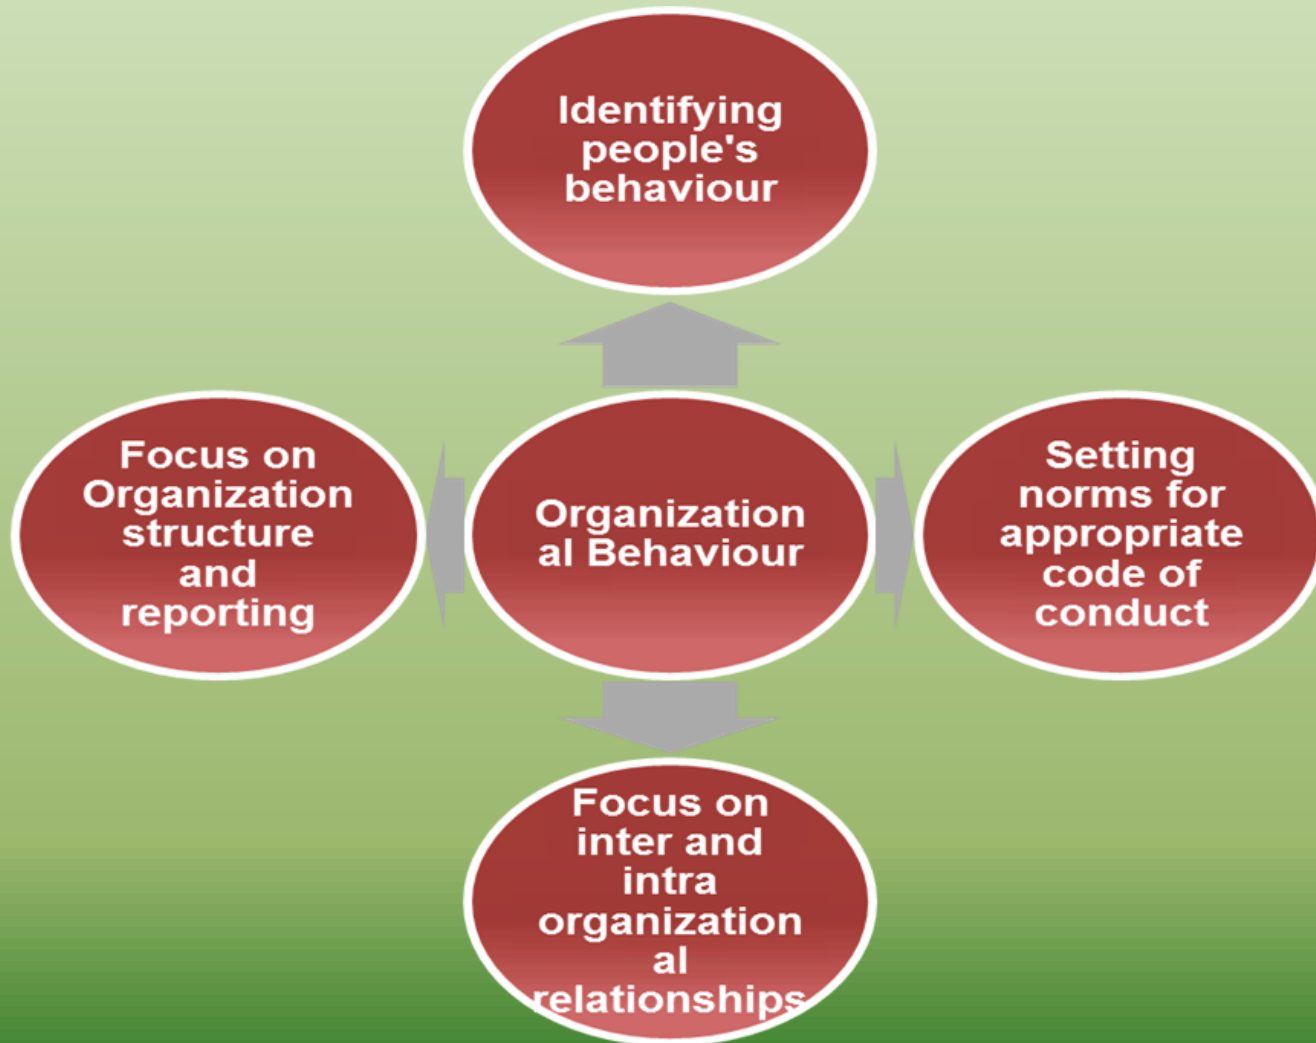 Identifying
people's
behaviour
Focus on
Organization
structure
and
reporting
Organization
al Behaviour
Setting
norms for
appropriate
code of
conduct
Focus on
inter and
intra
organization
al
relationships